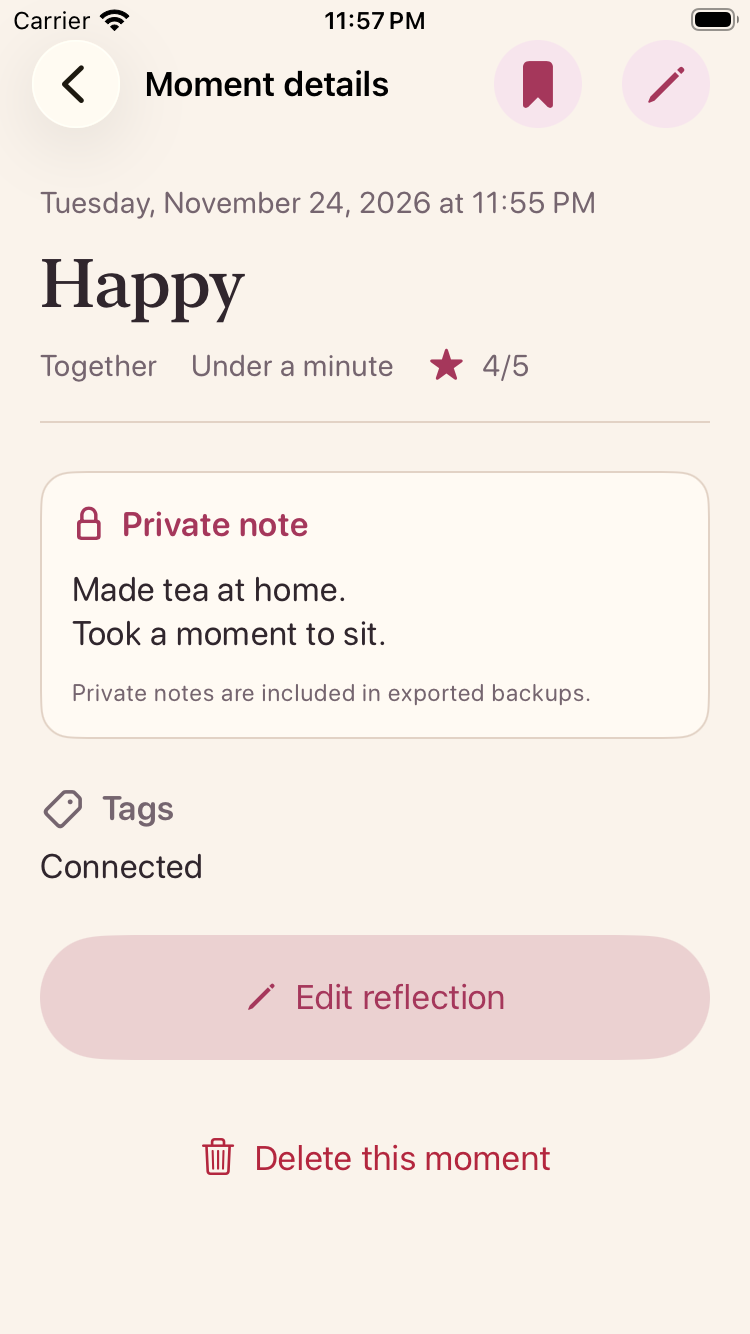 Carrier 11:57 PM
Moment details
Tuesday, November 24, 2026 at 11:55 PM
Happy
Together Under a minute 4/5
Private note
Made tea at home.
Took a moment to sit.
Private notes are included in exported backups.
Tags
Connected
Edit reflection
Delete this moment